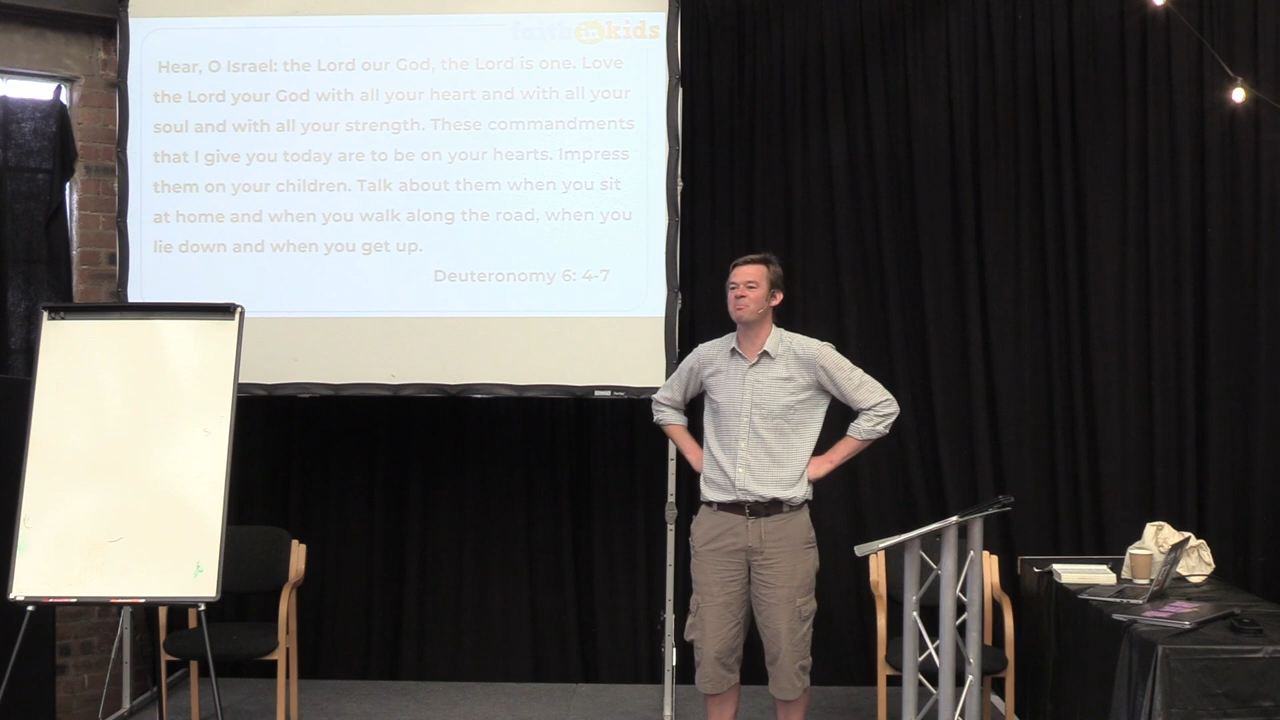 faith in kids
Hear, O Israel: the Lord our God, the Lord is one. Love
the Lord your God with all your heart and with all your
soul and with all your strength. These commandments
that I give you today are to be on your hearts. Impress
them on your children. Talk about them when you sit
at home and when you walk along the road, when you
lie down and when you get up.
Deuteronomy 6: 4-7